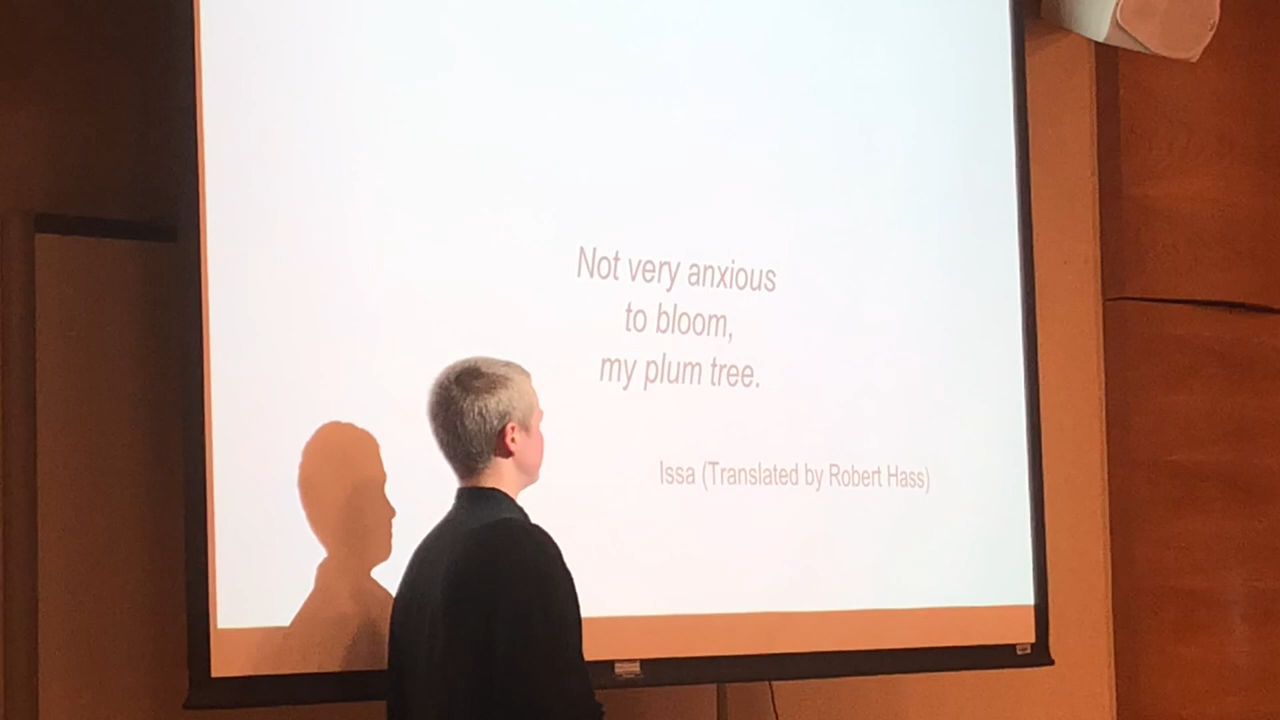 Not very anxious
to bloom,
my plum tree.
Issa (Translated by Robert Hass)